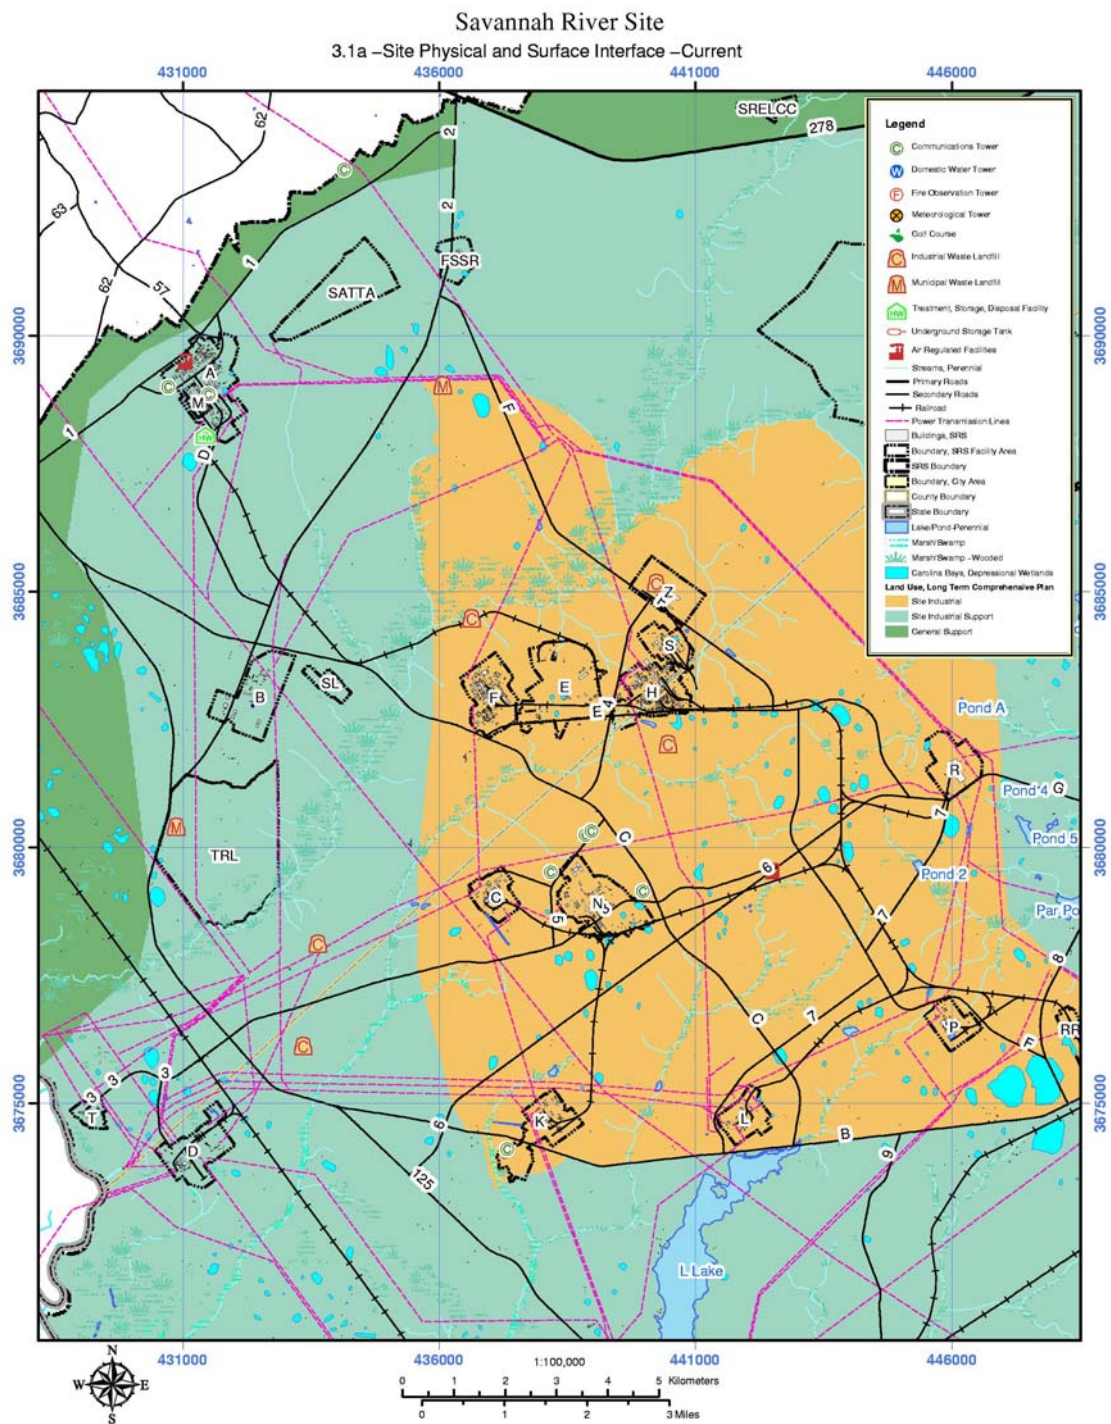 Savannah River Site
3.1a –Site Physical and Surface Interface –Current
431000 436000 441000 446000
SRELCC
278
62
2
C
Legend
Communications Tower
Domestic Water Tower
Fire Observation Tower
Meteorological Tower
Golf Course
Industrial Waste Landfill
Municipal Waste Landfill
Treatment, Storage, Disposal Facility
Underground Storage Tank
Air Regulated Facilities
Streams, Perennial
Primary Roads
Secondary Roads
Railroad
Power Transmission Lines
Buildings, SRS
Boundary, SRS Facility Area
SRS Boundary
Boundary, City Area
County Boundary
State Boundary
Lake/Pond-Perennial
Marsh/Swamp
Marsh/Swamp –Wooded
Carolina Bays, Depressional Wetlands
Land Use, Long Term Comprehensive Plan
Site Industrial
Site Industrial Support
General Support
63
2
1
FSSR
62
57
SATTA
3690000 3690000
A
C
M
C
M
F
1
HW
D
3685000 3685000
C
Z
4
C
S
B
SL
F
E
H
E
4
Pond A
C
R
Pond 4
G
7
M
C
C
Pond 5
3680000 3680000
TRL
C
6
Pond 2
C
C
N
3
5
7
Par Po
C
8
C
7
P
F
RR
C
3
3
3
3675000 3675000
T
K
L
6
B
D
C
9
125
L Lake
431000 436000 441000 446000
N
W E
S
1:100,000
0 1 2 3 4 5 Kilometers
0 1 2 3 Miles